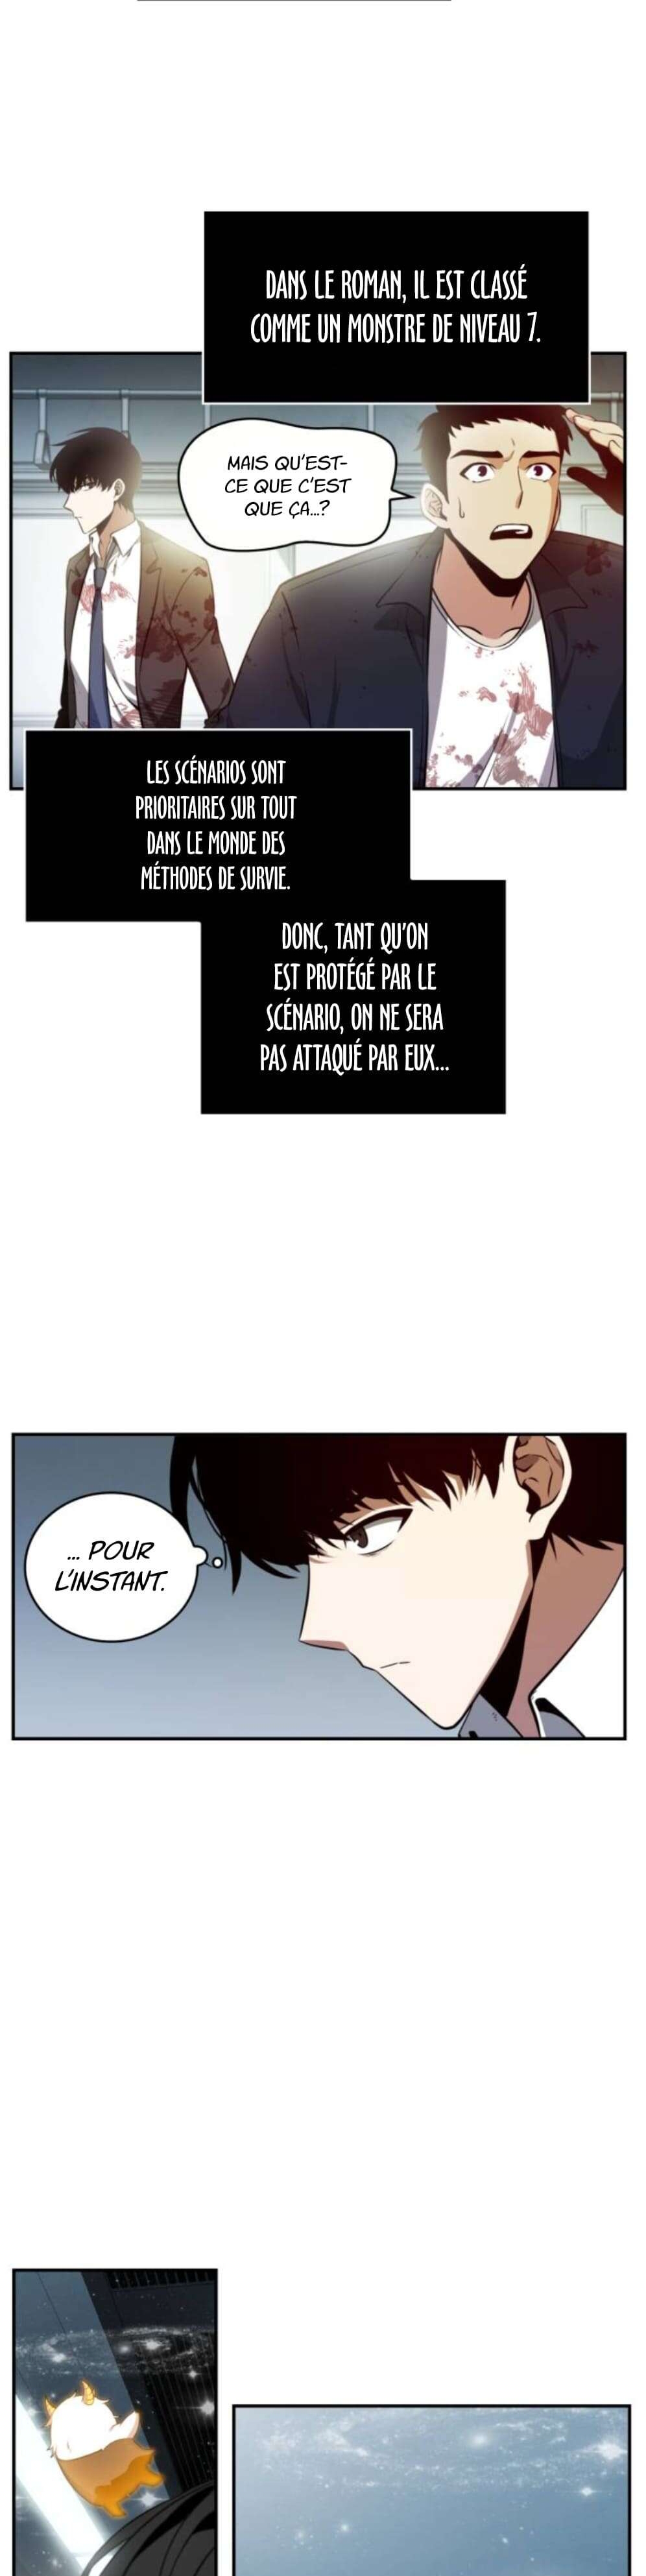 DANS LE ROMAN, IL EST CLASSÉ
COMME UN MONSTRE DE NIVEAU 7.
MAIS QU'EST-
CE QUE C'EST
QUE ÇA...?
LES SCÉNARIOS SONT
PRIORITAIRES SUR TOUT
DANS LE MONDE DES
MÉTHODES DE SURVIE.
DONC, TANT QU'ON
EST PROTÉGÉ PAR LE
SCÉNARIO, ON NE SERA
PAS ATTAQUÉ PAR EUX...
... POUR
L'INSTANT.